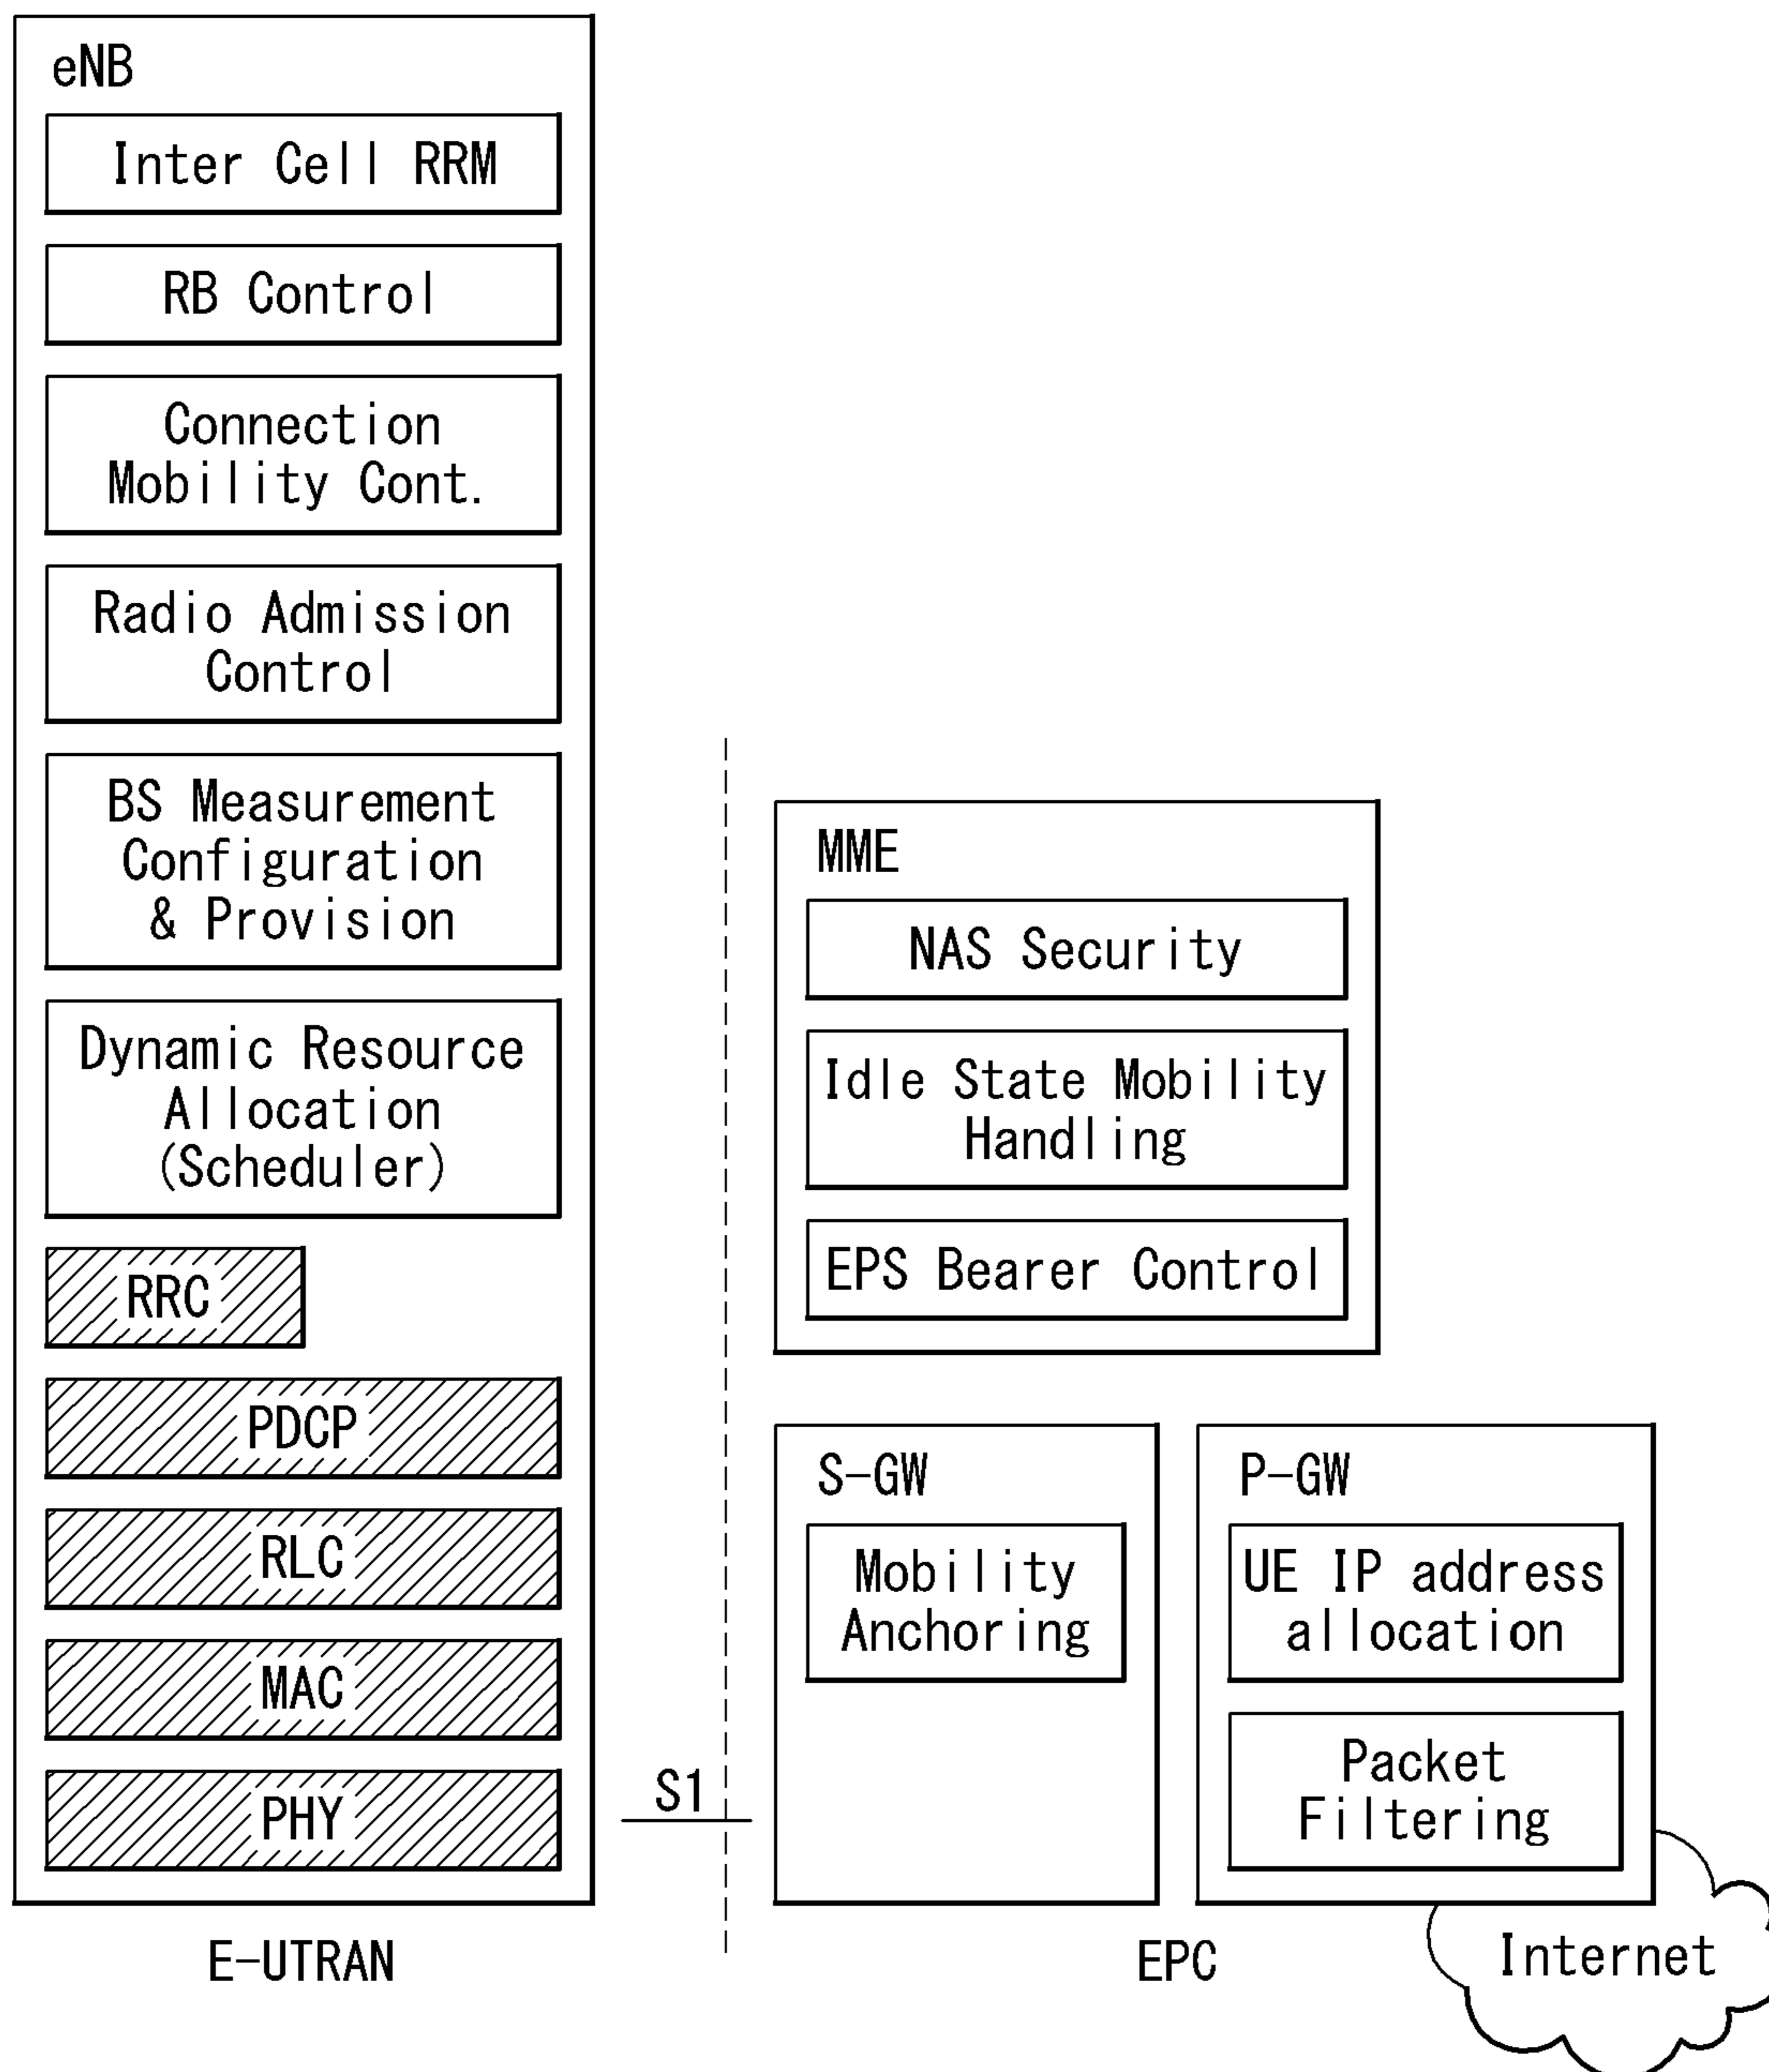 eNB
Inter Cell RRM
RB Control
Connection
Mobility Cont.
Radio Admission
Control
BS Measurement
Configuration
& Provision
Dynamic Resource
Allocation
(Scheduler)
RRC
PDCP
RLC
MAC
PHY
S1
E-UTRAN
MME
NAS Security
Idle State Mobility
Handling
EPS Bearer Control
S-GW
Mobility
Anchoring
P-GW
UE IP address
allocation
Packet
Filtering
EPC
Internet